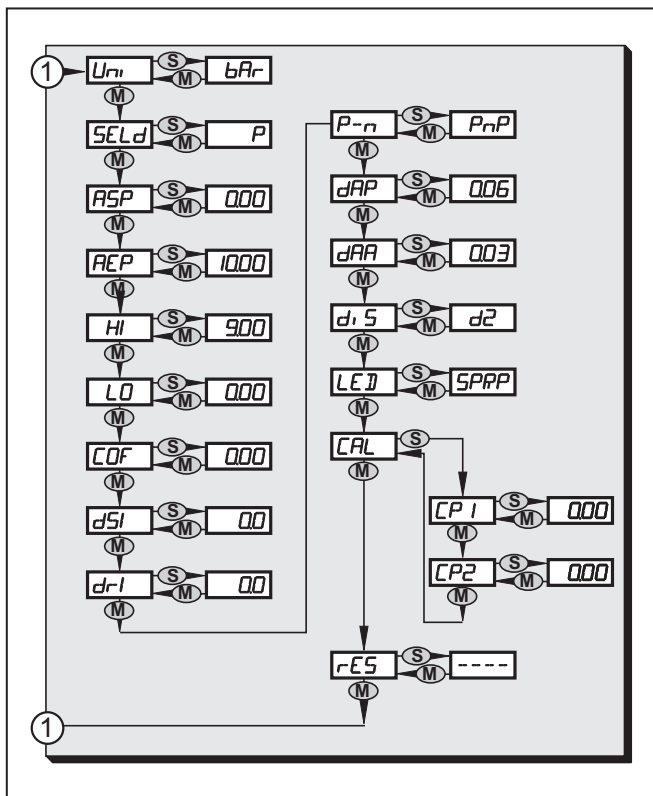 1 Uni S M bAr
M
SELd S M P
M
ASP S M 0.00
M
AEP S M 10.00
M
HI S M 9.00
M
LO S M 0.00
M
COF S M 0.00
M
dS1 S M 0.0
M
dr1 S M 0.0
M
P-n S M PnP
M
dAP S M 0.06
M
dAA S M 0.03
M
diS S M d2
M
LED S M SPRP
M
CAL S
M
CP1 S M 0.00
M
CP2 S M 0.00
M
rES S M ----
M
1